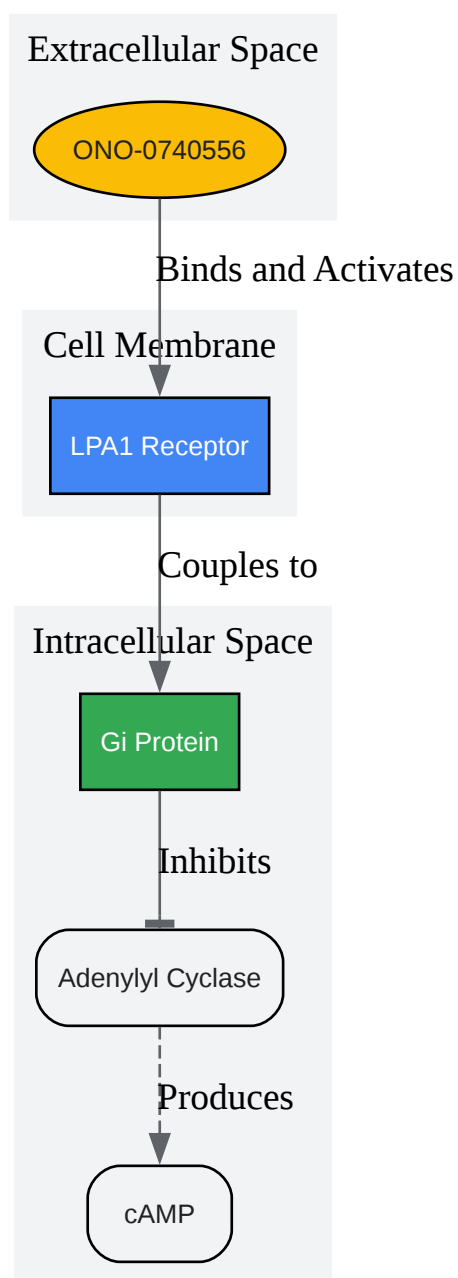 Extracellular Space
ONO-0740556
Binds and Activates
Cell Membrane
LPA1 Receptor
Couples to
Intracellular Space
Gi Protein
Inhibits
Adenylyl Cyclase
Produces
cAMP